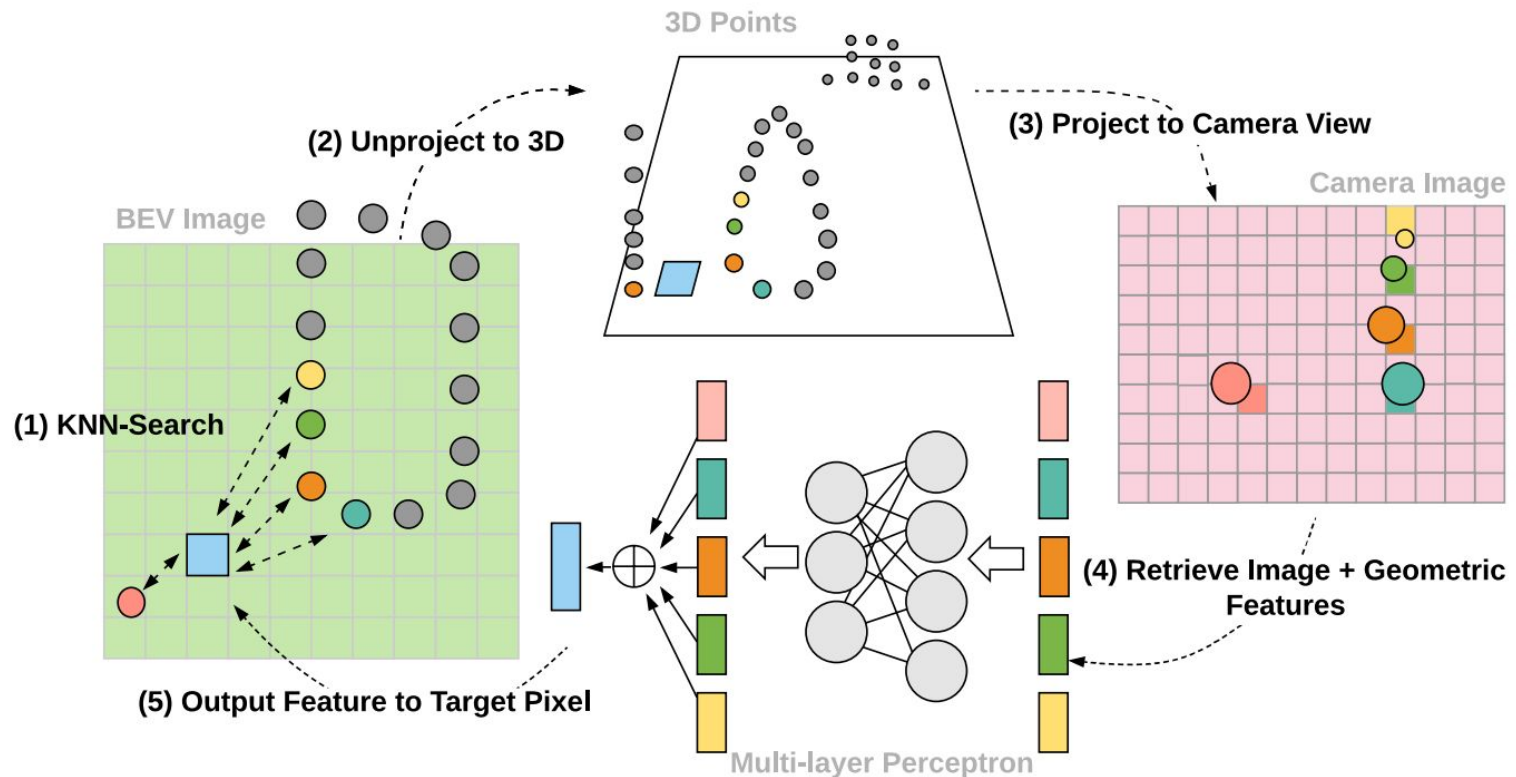 3D Points
(2) Unproject to 3D
(3) Project to Camera View
BEV Image
Camera Image
(1) KNN-Search
(4) Retrieve Image + Geometric
Features
(5) Output Feature to Target Pixel
Multi-layer Perceptron